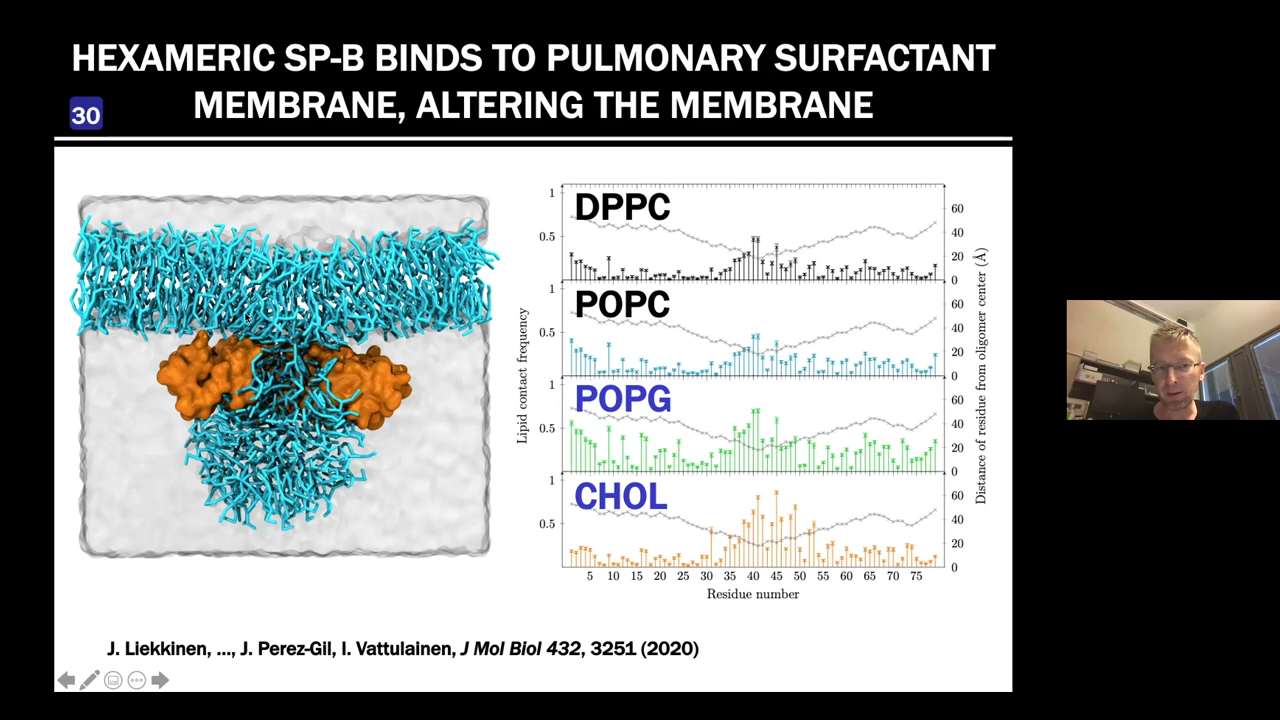 HEXAMERIC SP-B BINDS TO PULMONARY SURFACTANT
MEMBRANE, ALTERING THE MEMBRANE
30
DPPC
POPC
POPG
CHOL
Lipid contact frequency
1
0.5
1
0.5
1
0.5
1
0.5
60
40
20
0
60
40
20
0
60
40
20
0
60
40
20
0
Distance of residue from oligomer center (Å)
5 10 15 20 25 30 35 40 45 50 55 60 65 70 75
Residue number
J. Liekkinen, ..., J. Perez-Gil, I. Vattulainen, J Mol Biol 432, 3251 (2020)